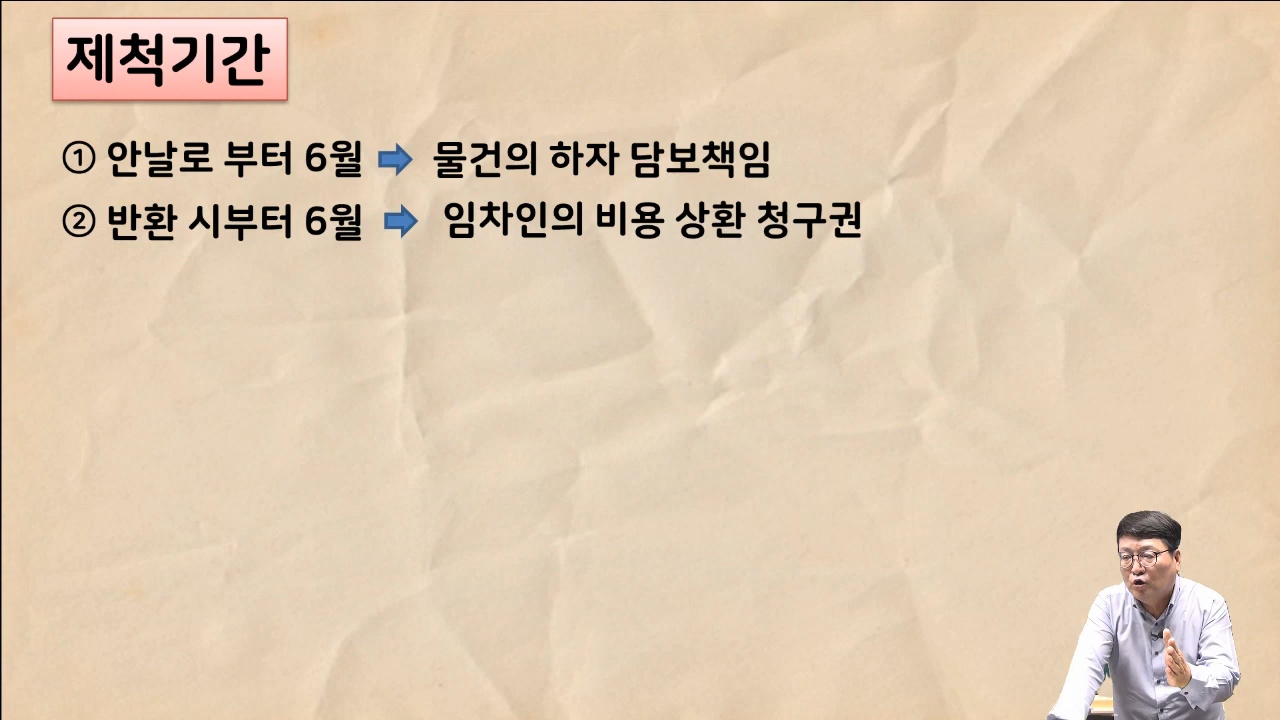 제척기간
① 안날로 부터 6월 ➡ 물건의 하자 담보책임
② 반환 시부터 6월 ➡ 임차인의 비용 상환 청구권